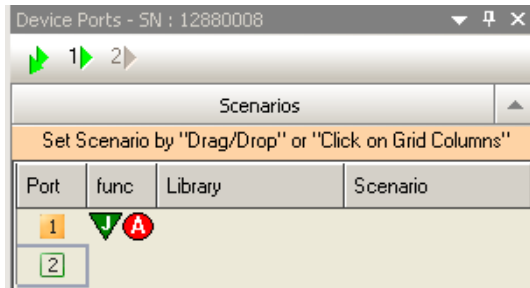 Device Ports - SN : 12880008
1 2
Scenarios
Set Scenario by "Drag/Drop" or "Click on Grid Columns"
Port func Library Scenario
1 J A
2